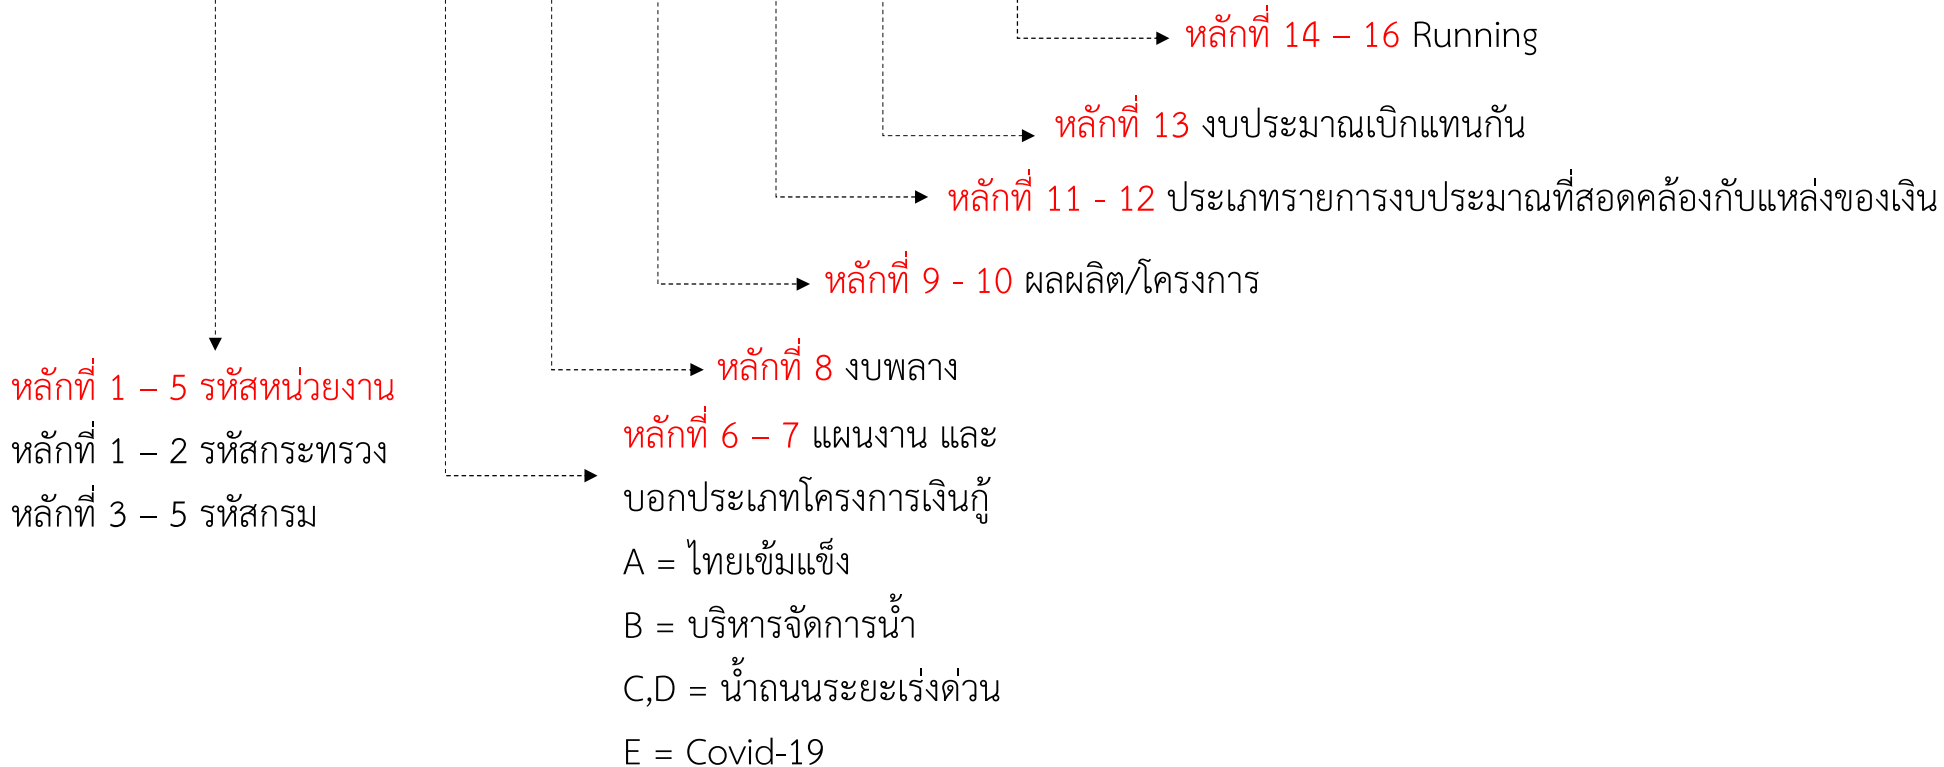 หลักที่ 14 – 16 Running
หลักที่ 13 งบประมาณเบิกแทนกัน
หลักที่ 11 - 12 ประเภทรายการงบประมาณที่สอดคล้องกับแหล่งของเงิน
หลักที่ 9 - 10 ผลผลิต/โครงการ
หลักที่ 8 งบพลาง
หลักที่ 1 – 5 รหัสหน่วยงาน
หลักที่ 1 – 2 รหัสกระทรวง
หลักที่ 3 – 5 รหัสกรม
หลักที่ 6 – 7 แผนงาน และ
บอกประเภทโครงการเงินกู้
A = ไทยเข้มแข็ง
B = บริหารจัดการน้ำ
C,D = น้ำถนนระยะเร่งด่วน
E = Covid-19